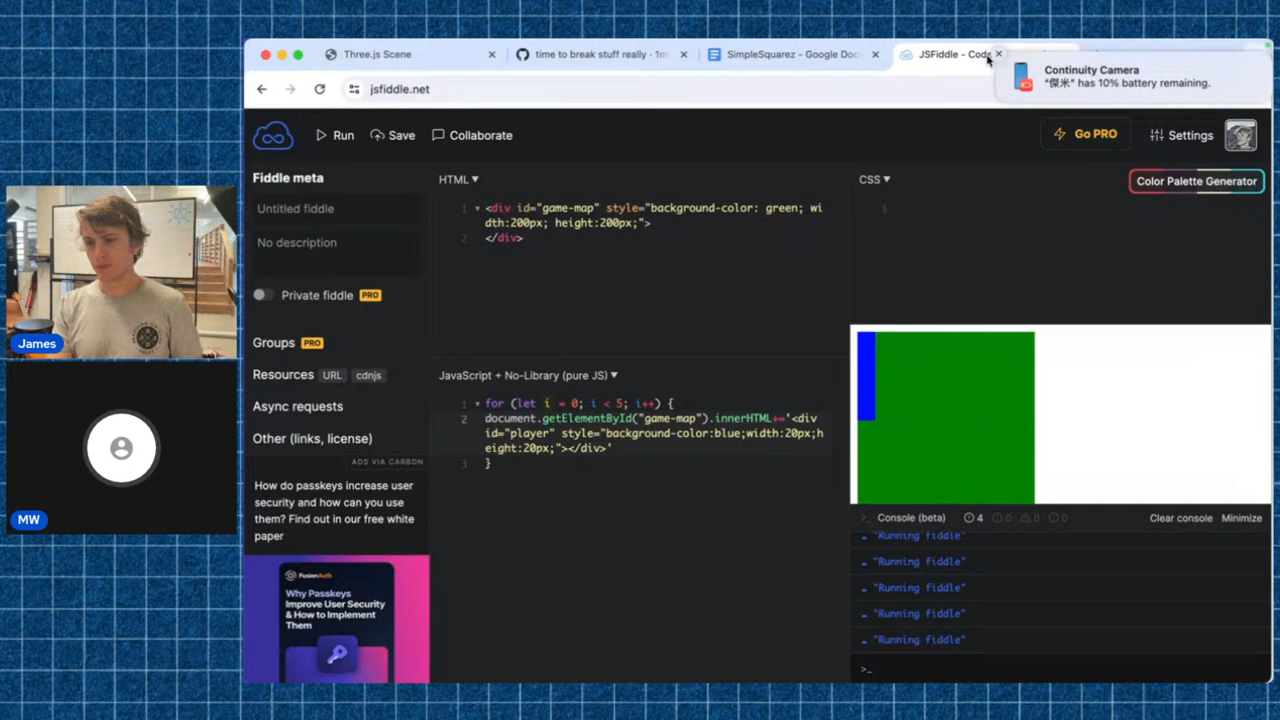 Three.js Scene
time to break stuff really · 1m
SimpleSquarez - Google Doc
JSFiddle - Code
Continuity Camera
"傑米" has 10% battery remaining.
jsfiddle.net
Run
Save
Collaborate
Go PRO
Settings
Fiddle meta
Untitled fiddle
No description
Private fiddle PRO
Groups PRO
Resources URL cdnjs
Async requests
Other (links, license)
ADS VIA CARBON
How do passkeys increase user
security and how can you use
them? Find out in our free white
paper
FusionAuth
Why Passkeys
Improve User Security
& How to Implement
Them
HTML
1 <div id="game-map" style="background-color: green; wi
dth:200px; height:200px;">
2 </div>
JavaScript + No-Library (pure JS)
1 for (let i = 0; i < 5; i++) {
2 document.getElementById("game-map").innerHTML+='<div
id="player" style="background-color:blue;width:20px;h
eight:20px;"></div>'
3 }
CSS
Color Palette Generator
1
>_ Console (beta) 4 0 0 0
Clear console Minimize
"Running fiddle"
"Running fiddle"
"Running fiddle"
"Running fiddle"
"Running fiddle"
>_
James
MW